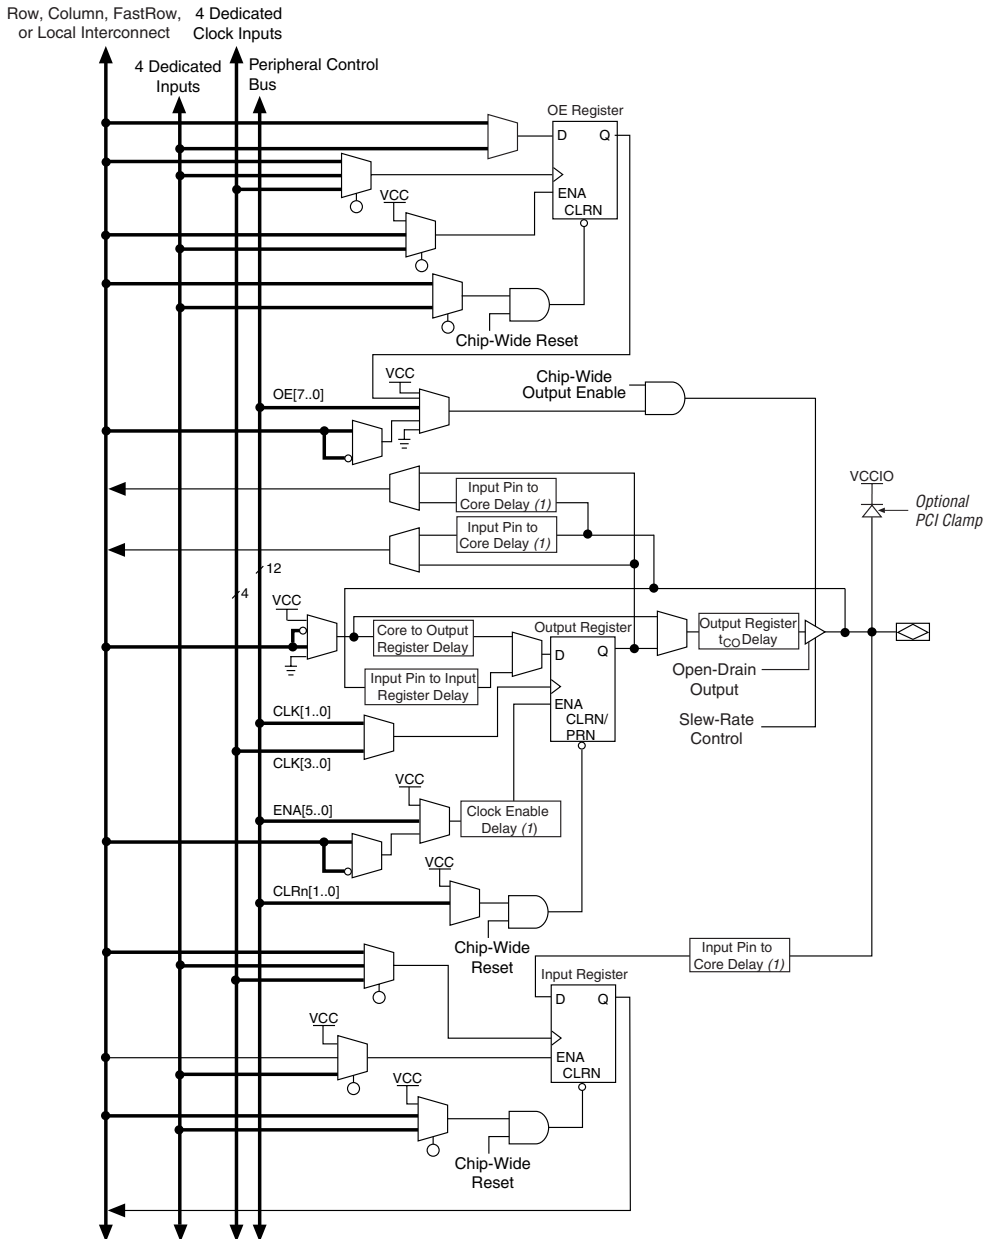 Row, Column, FastRow,
or Local Interconnect
4 Dedicated
Clock Inputs
4 Dedicated
Inputs
Peripheral Control
Bus
OE Register
D Q
ENA
CLRN
VCC
Chip-Wide Reset
VCC
OE[7..0]
Chip-Wide
Output Enable
Input Pin to
Core Delay (1)
Input Pin to
Core Delay (1)
VCCIO
Optional
PCI Clamp
12
4
VCC
Core to Output
Register Delay
Input Pin to Input
Register Delay
Output Register
D Q
ENA
CLRN/
PRN
Output Register
tCO Delay
Open-Drain
Output
Slew-Rate
Control
CLK[1..0]
CLK[3..0]
VCC
ENA[5..0]
Clock Enable
Delay (1)
VCC
CLRn[1..0]
Chip-Wide
Reset
Input Pin to
Core Delay (1)
Input Register
D Q
ENA
CLRN
VCC
VCC
Chip-Wide
Reset